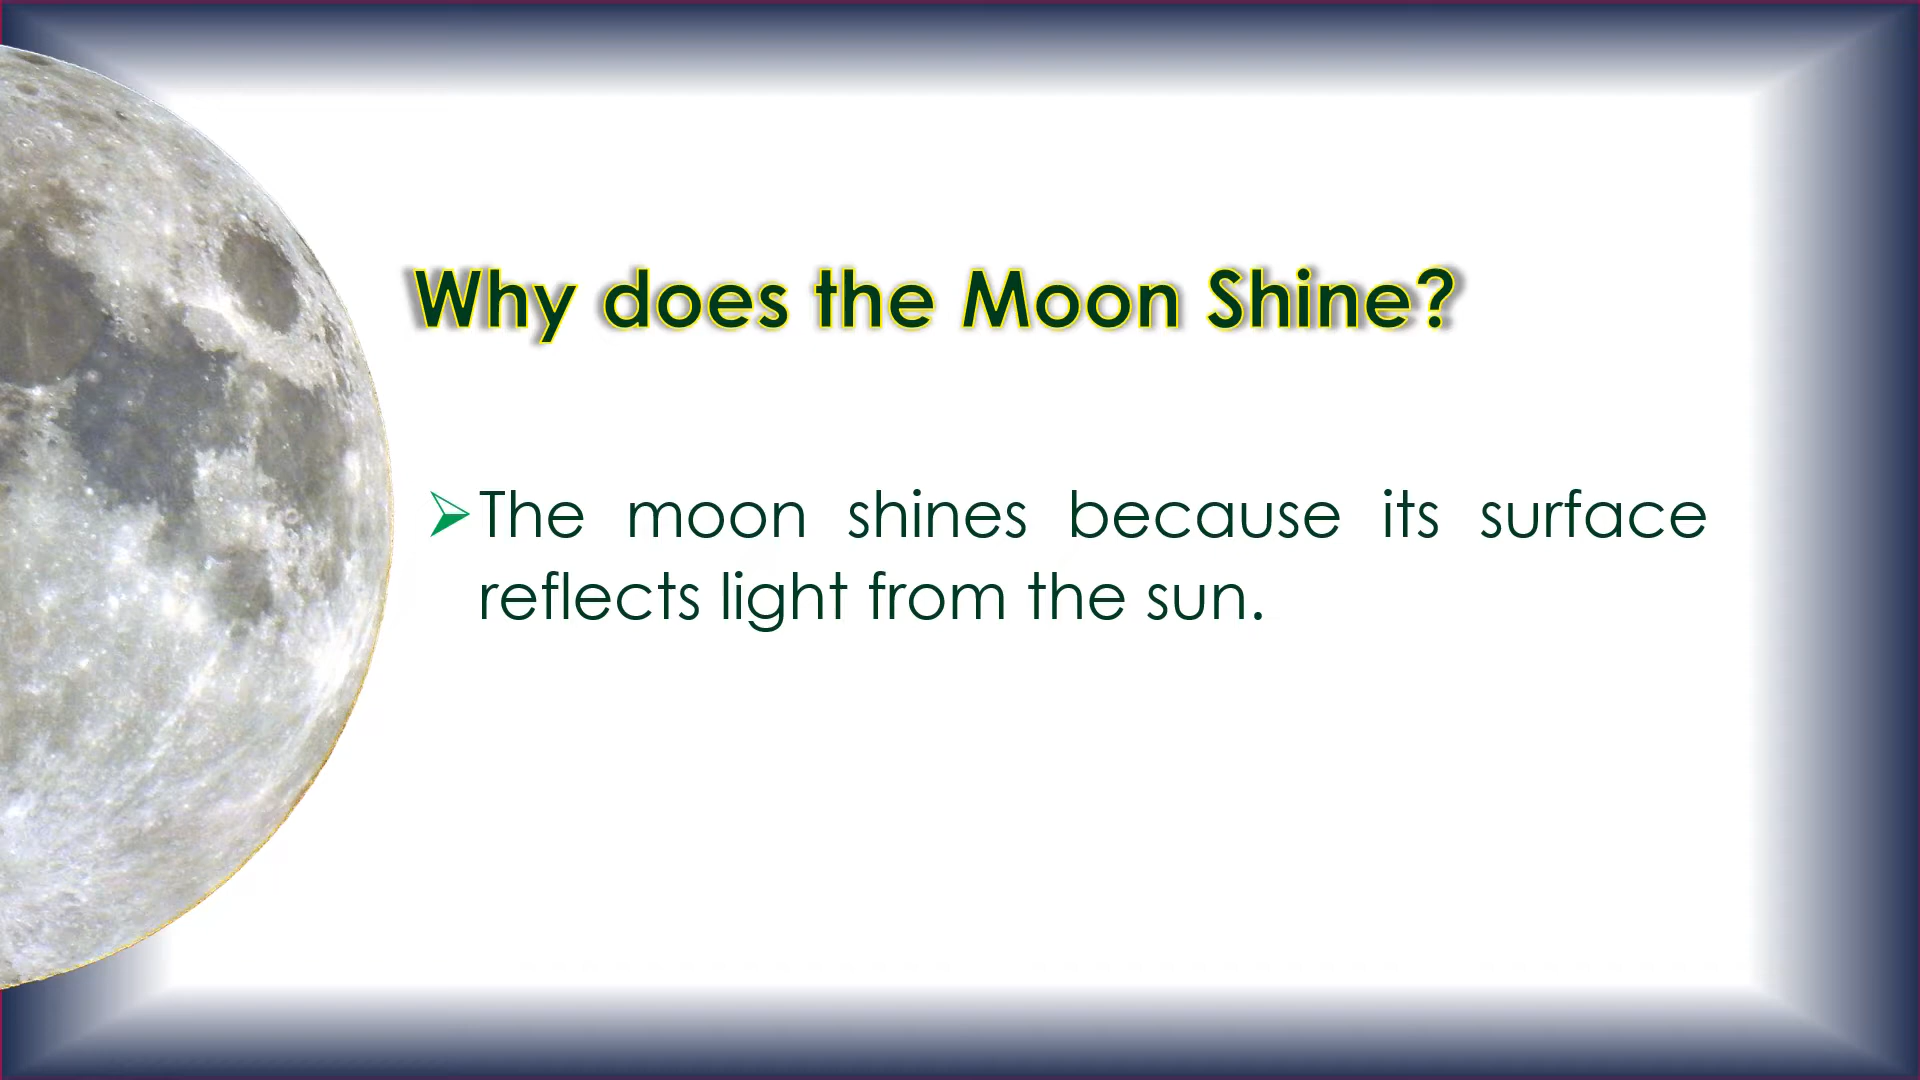 Why does the Moon Shine?
The moon shines because its surface
reflects light from the sun.